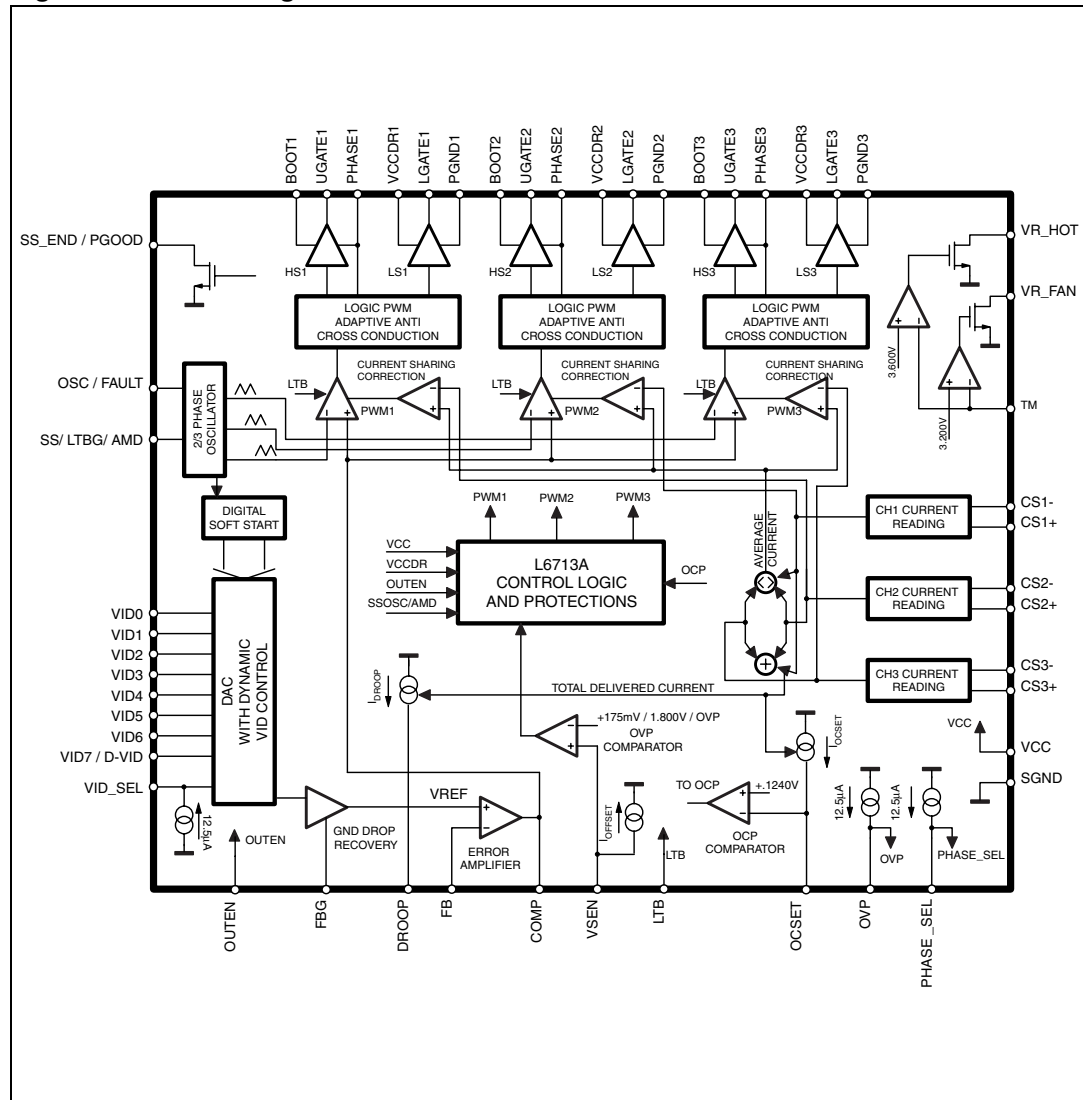 BOOT1
UGATE1
PHASE1
VCCDR1
LGATE1
PGND1
BOOT2
UGATE2
PHASE2
VCCDR2
LGATE2
PGND2
BOOT3
UGATE3
PHASE3
VCCDR3
LGATE3
PGND3
SS_END / PGOOD
HS1
LS1
HS2
LS2
HS3
LS3
VR_HOT
VR_FAN
LOGIC PWM
ADAPTIVE ANTI
CROSS CONDUCTION
LOGIC PWM
ADAPTIVE ANTI
CROSS CONDUCTION
LOGIC PWM
ADAPTIVE ANTI
CROSS CONDUCTION
3.600V
3.200V
TM
OSC / FAULT
SS/ LTBG/ AMD
2/3 PHASE
OSCILLATOR
LTB
PWM1
CURRENT SHARING
CORRECTION
LTB
PWM2
CURRENT SHARING
CORRECTION
LTB
PWM3
CURRENT SHARING
CORRECTION
DIGITAL
SOFT START
PWM1
PWM2
PWM3
VCC
VCCDR
OUTEN
SSOSC/AMD
L6713A
CONTROL LOGIC
AND PROTECTIONS
OCP
AVERAGE
CURRENT
CH1 CURRENT
READING
CS1-
CS1+
CH2 CURRENT
READING
CS2-
CS2+
CH3 CURRENT
READING
CS3-
CS3+
VID0
VID1
VID2
VID3
VID4
VID5
VID6
VID7 / D-VID
VID_SEL
DAC
WITH DYNAMIC
VID CONTROL
12.5µA
OUTEN
IDROOP
TOTAL DELIVERED CURRENT
+175mV / 1.800V / OVP
OVP
COMPARATOR
IOCSET
VCC
VCC
SGND
GND DROP
RECOVERY
VREF
ERROR
AMPLIFIER
IOFFSET
LTB
TO OCP
+.1240V
OCP
COMPARATOR
12.5µA
OVP
12.5µA
PHASE_SEL
OUTEN
FBG
DROOP
FB
COMP
VSEN
LTB
OCSET
OVP
PHASE _SEL